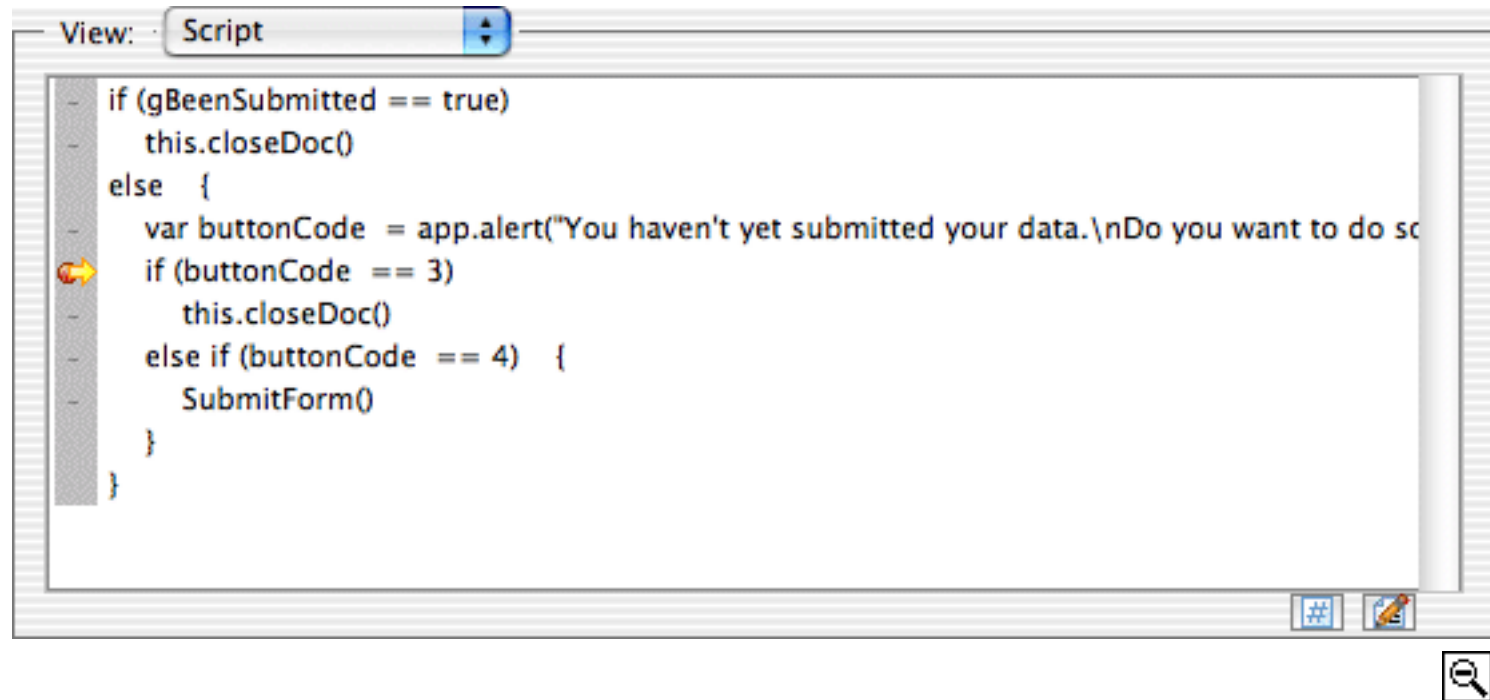 View: Script
if (gBeenSubmitted == true)
this.closeDoc()
else {
var buttonCode = app.alert("You haven't yet submitted your data.\nDo you want to do
if (buttonCode == 3)
this.closeDoc()
else if (buttonCode == 4) {
SubmitForm()
}
}
#